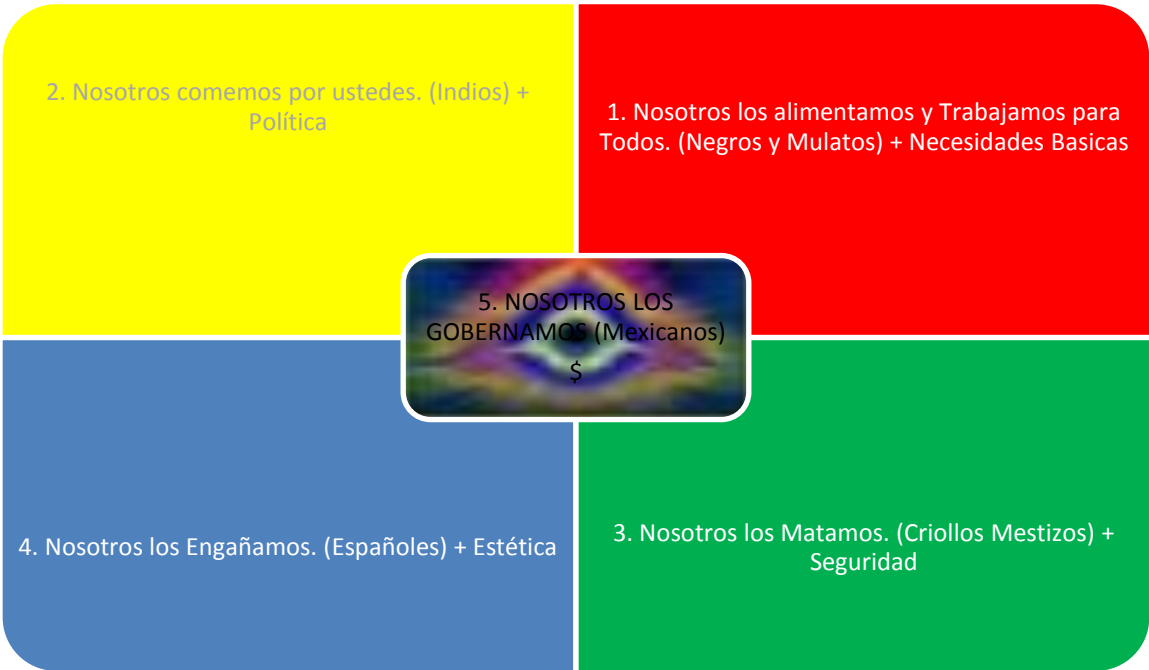 2. Nosotros comemos por ustedes. (Indios) +
Política
1. Nosotros los alimentamos y Trabajamos para
Todos. (Negros y Mulatos) + Necesidades Basicas
5. NOSOTROS LOS
GOBERNAMOS (Mexicanos)
$
4. Nosotros los Engañamos. (Españoles) + Estética
3. Nosotros los Matamos. (Criollos Mestizos) +
Seguridad